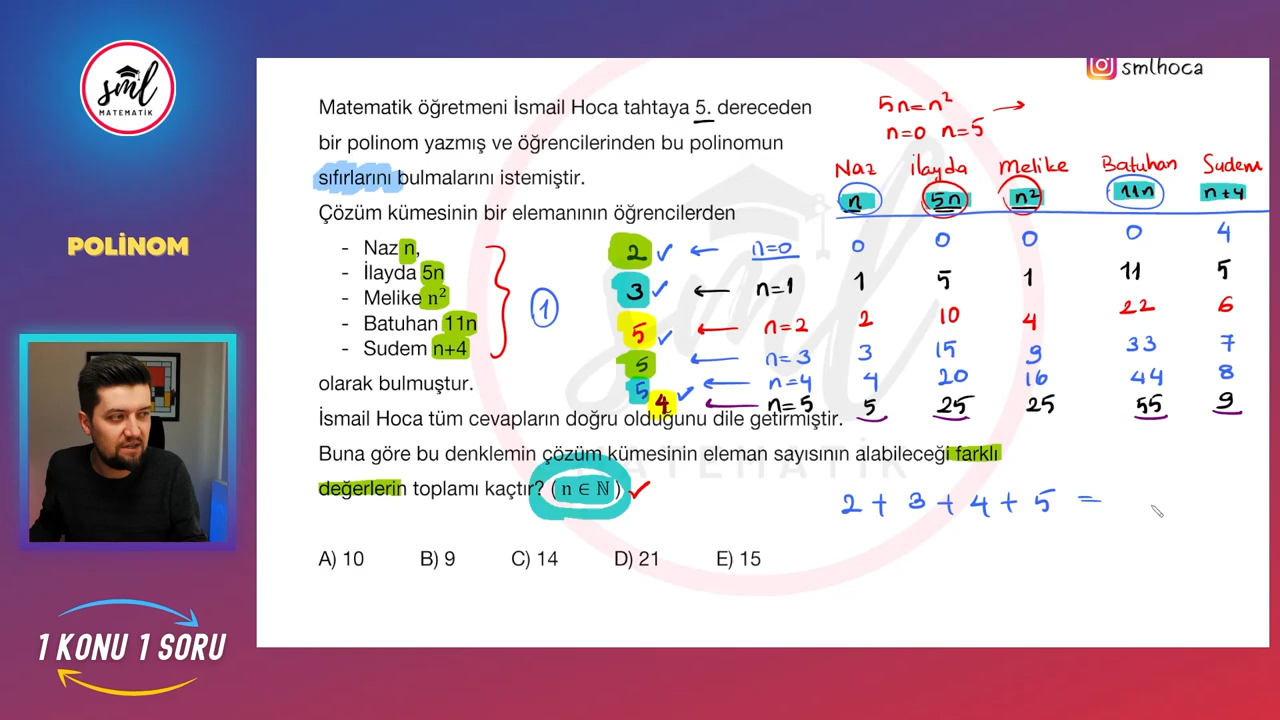 sml
MATEMATİK
POLİNOM
1 KONU 1 SORU
smlhoca
Matematik öğretmeni İsmail Hoca tahtaya 5. dereceden
bir polinom yazmış ve öğrencilerinden bu polinomun
sıfırlarını bulmalarını istemiştir.
Çözüm kümesinin bir elemanının öğrencilerden
- Naz n,
- İlayda 5n
- Melike n²
- Batuhan 11n
- Sudem n+4
olarak bulmuştur.
İsmail Hoca tüm cevapların doğru olduğunu dile getirmiştir.
Buna göre bu denklemin çözüm kümesinin eleman sayısının alabileceği farklı
değerlerin toplamı kaçtır? ( n ∈ ℕ )
A) 10 B) 9 C) 14 D) 21 E) 15
1
5n=n²
n=0 n=5
Naz İlayda Melike Batuhan Sudem
n 5n n² 11n n+4
2 ✓ ← n=0 0 0 0 0 4
3 ✓ ← n=1 1 5 1 11 5
5 ✓ ← n=2 2 10 4 22 6
5 ← n=3 3 15 9 33 7
5 ← n=4 4 20 16 44 8
4 ✓ ← n=5 5 25 25 55 9
2 + 3 + 4 + 5 =
MATEMATİK